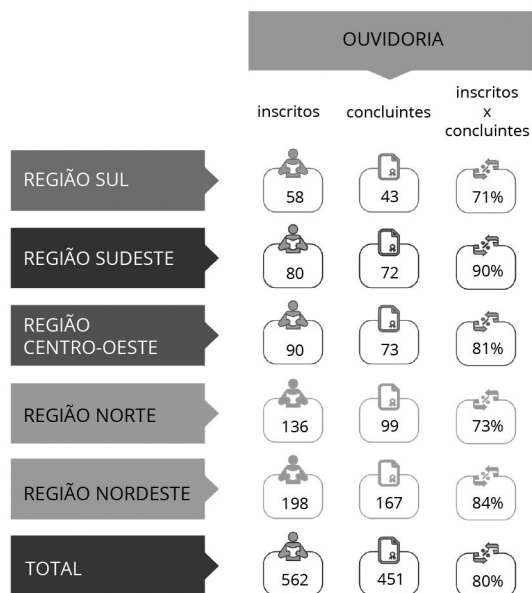 OUVIDORIA
inscritos concluintes inscritos
x
concluintes
REGIÃO SUL 58 43 71%
REGIÃO SUDESTE 80 72 90%
REGIÃO
CENTRO-OESTE 90 73 81%
REGIÃO NORTE 136 99 73%
REGIÃO NORDESTE 198 167 84%
TOTAL 562 451 80%